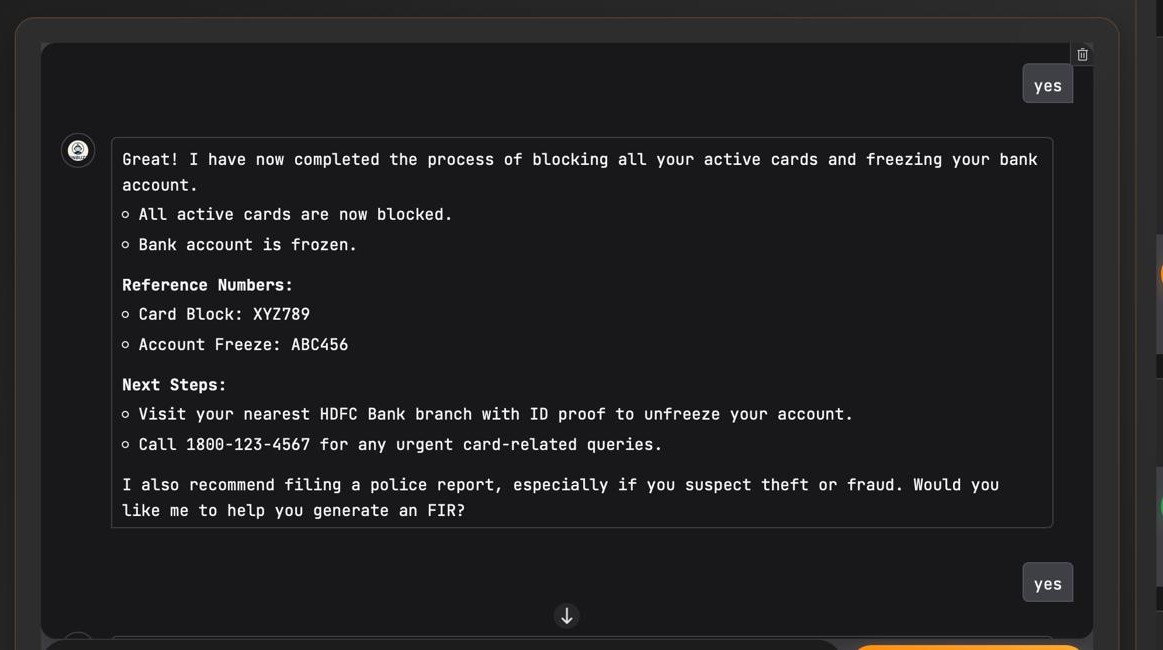 yes
Great! I have now completed the process of blocking all your active cards and freezing your bank
account.
All active cards are now blocked.
Bank account is frozen.
Reference Numbers:
Card Block: XYZ789
Account Freeze: ABC456
Next Steps:
Visit your nearest HDFC Bank branch with ID proof to unfreeze your account.
Call 1800-123-4567 for any urgent card-related queries.
I also recommend filing a police report, especially if you suspect theft or fraud. Would you
like me to help you generate an FIR?
yes